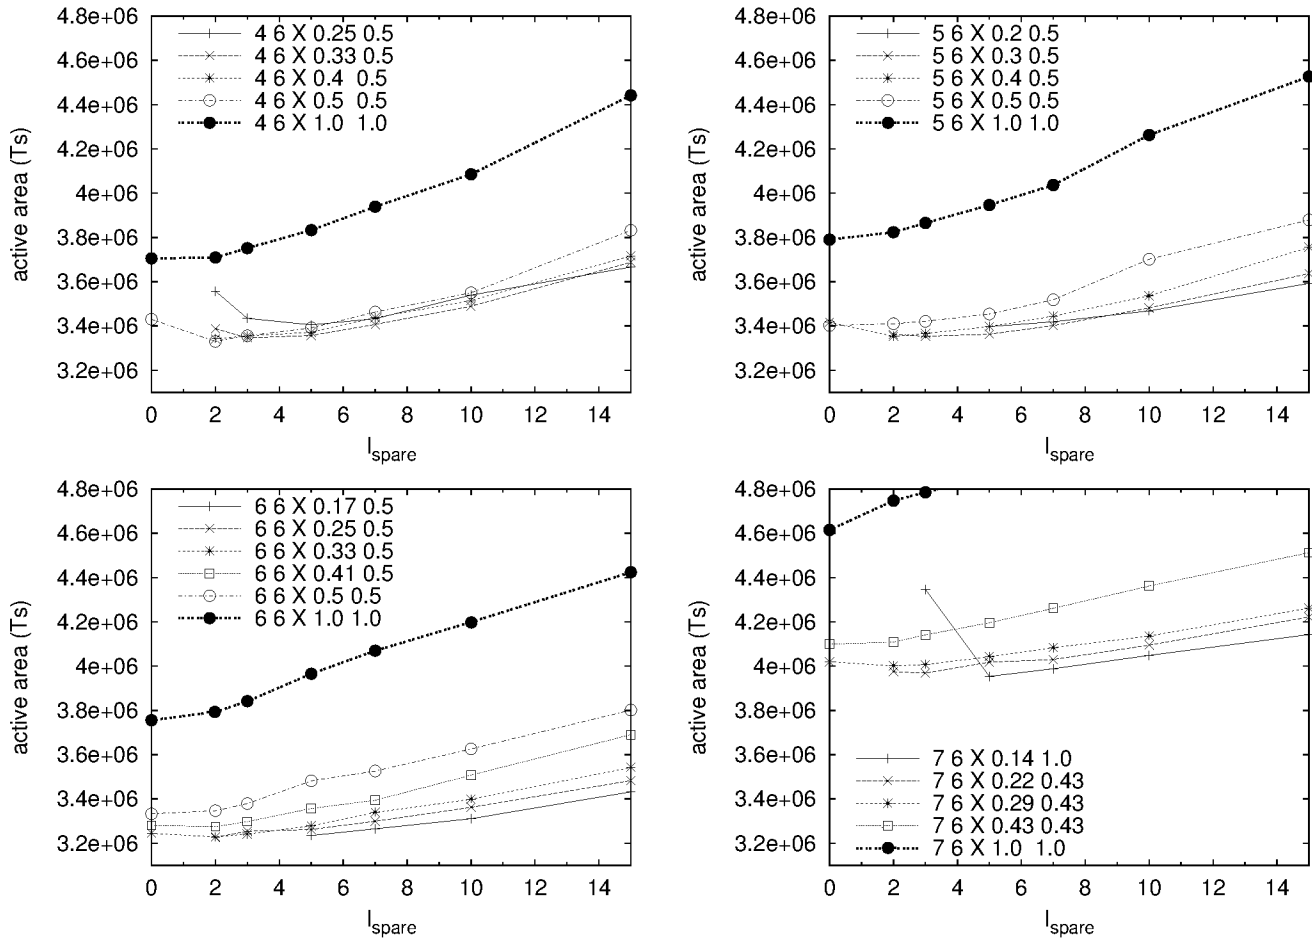 4.8e+06
4.6e+06
4.4e+06
4.2e+06
4e+06
3.8e+06
3.6e+06
3.4e+06
3.2e+06
active area (Ts)
4 6 X 0.25 0.5
4 6 X 0.33 0.5
4 6 X 0.4 0.5
4 6 X 0.5 0.5
4 6 X 1.0 1.0
0 2 4 6 8 10 12 14
I_spare
4.8e+06
4.6e+06
4.4e+06
4.2e+06
4e+06
3.8e+06
3.6e+06
3.4e+06
3.2e+06
active area (Ts)
5 6 X 0.2 0.5
5 6 X 0.3 0.5
5 6 X 0.4 0.5
5 6 X 0.5 0.5
5 6 X 1.0 1.0
0 2 4 6 8 10 12 14
I_spare
4.8e+06
4.6e+06
4.4e+06
4.2e+06
4e+06
3.8e+06
3.6e+06
3.4e+06
3.2e+06
active area (Ts)
6 6 X 0.17 0.5
6 6 X 0.25 0.5
6 6 X 0.33 0.5
6 6 X 0.41 0.5
6 6 X 0.5 0.5
6 6 X 1.0 1.0
0 2 4 6 8 10 12 14
I_spare
4.8e+06
4.6e+06
4.4e+06
4.2e+06
4e+06
3.8e+06
3.6e+06
3.4e+06
3.2e+06
active area (Ts)
7 6 X 0.14 1.0
7 6 X 0.22 0.43
7 6 X 0.29 0.43
7 6 X 0.43 0.43
7 6 X 1.0 1.0
0 2 4 6 8 10 12 14
I_spare